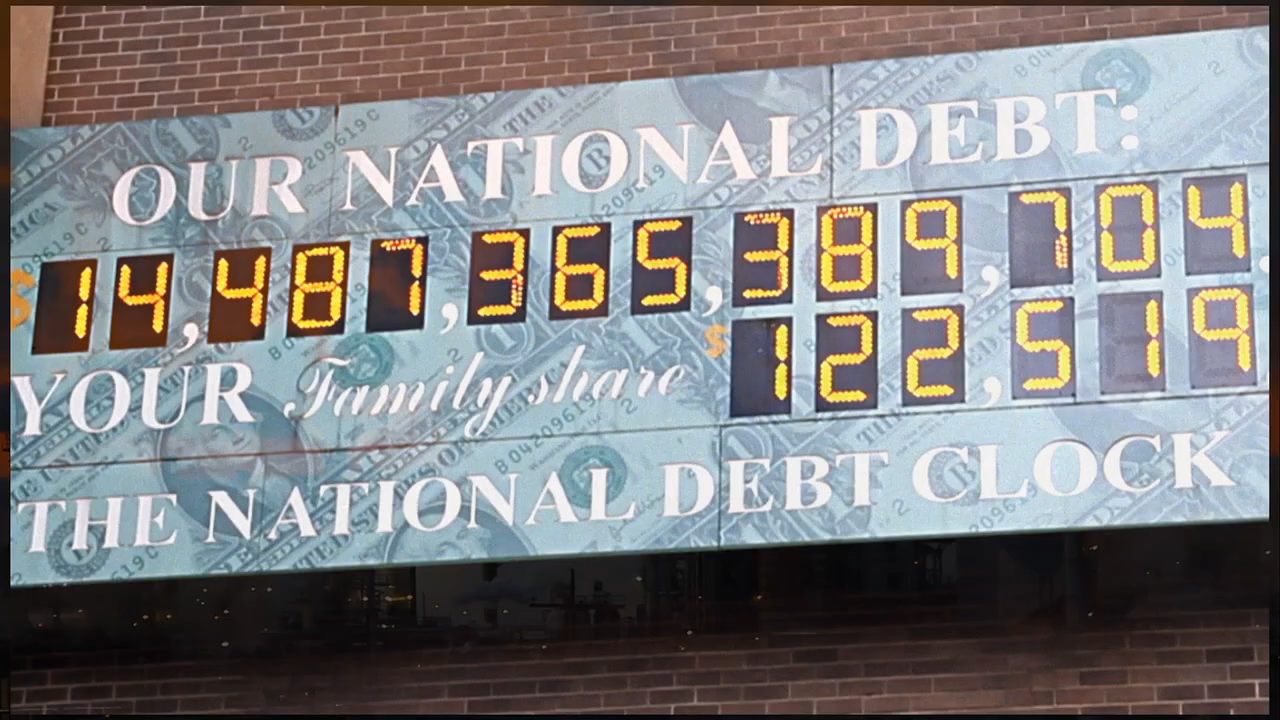 OUR NATIONAL DEBT:
$14,487,365,389,704.
YOUR Family share $122,519
THE NATIONAL DEBT CLOCK